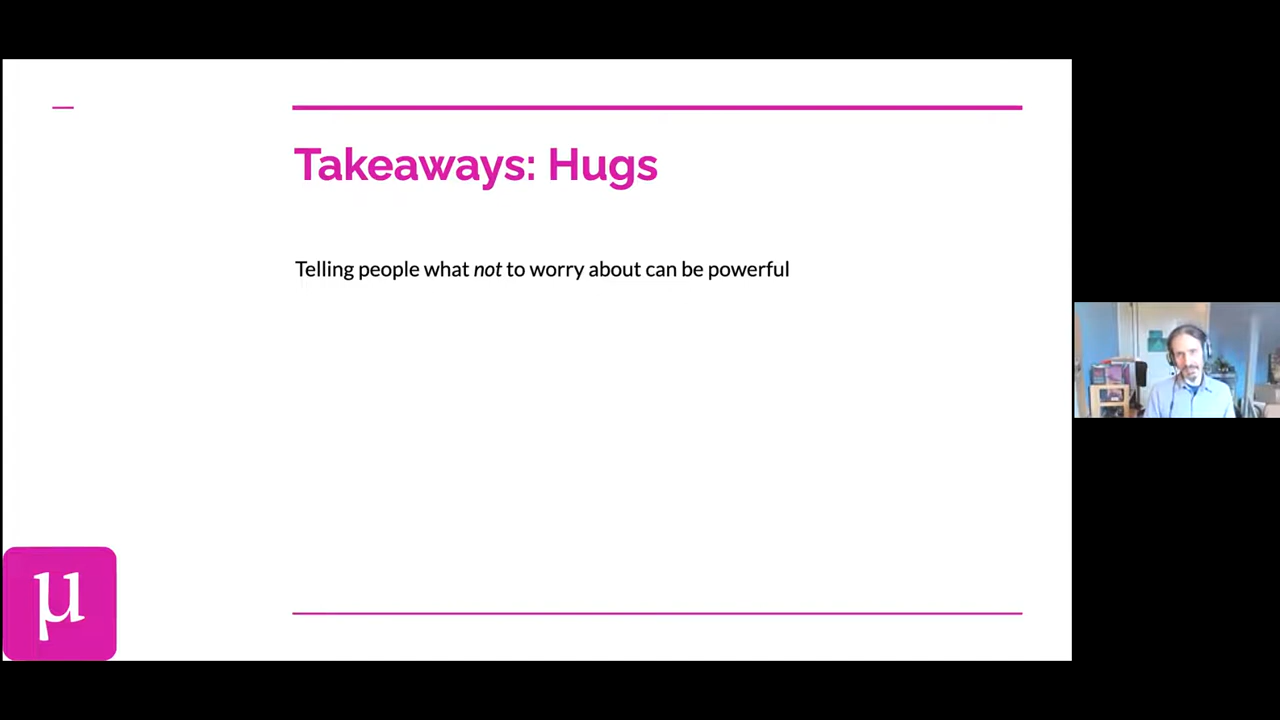 Takeaways: Hugs
Telling people what not to worry about can be powerful
μ